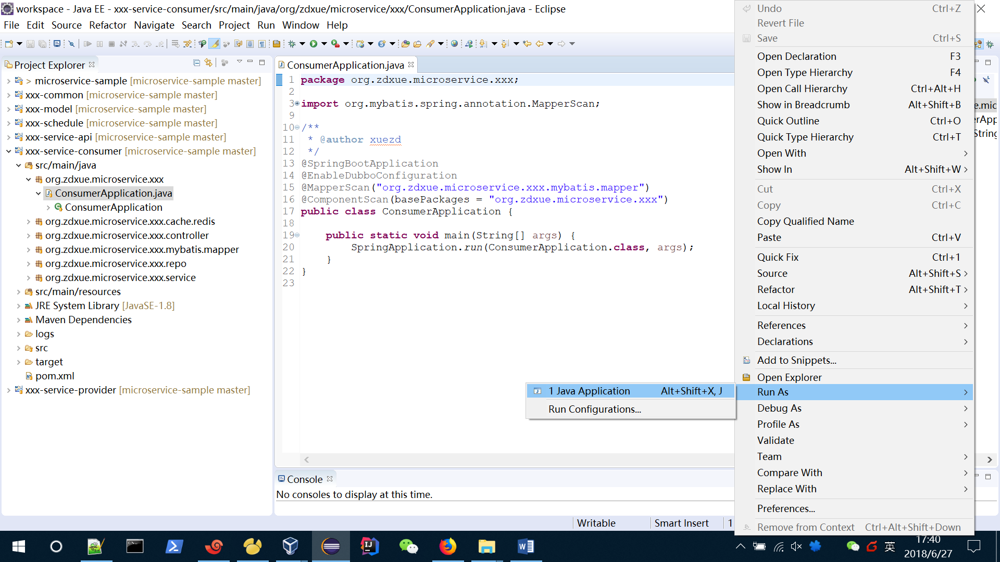 workspace - Java EE - xxx-service-consumer/src/main/java/org/zdxue/microservice/xxx/ConsumerApplication.java - Eclipse
File Edit Source Refactor Navigate Search Project Run Window Help
Project Explorer
> microservice-sample [microservice-sample master]
xxx-common [microservice-sample master]
xxx-model [microservice-sample master]
xxx-schedule [microservice-sample master]
xxx-service-api [microservice-sample master]
xxx-service-consumer [microservice-sample master]
src/main/java
org.zdxue.microservice.xxx
ConsumerApplication.java
ConsumerApplication
org.zdxue.microservice.xxx.cache.redis
org.zdxue.microservice.xxx.controller
org.zdxue.microservice.xxx.mybatis.mapper
org.zdxue.microservice.xxx.repo
org.zdxue.microservice.xxx.service
src/main/resources
JRE System Library [JavaSE-1.8]
Maven Dependencies
logs
src
target
pom.xml
xxx-service-provider [microservice-sample master]
ConsumerApplication.java
1 package org.zdxue.microservice.xxx;
2
3 import org.mybatis.spring.annotation.MapperScan;
9
10 /**
11 * @author xuezd
12 */
13 @SpringBootApplication
14 @EnableDubboConfiguration
15 @MapperScan("org.zdxue.microservice.xxx.mybatis.mapper")
16 @ComponentScan(basePackages = "org.zdxue.microservice.xxx")
17 public class ConsumerApplication {
18
19 public static void main(String[] args) {
20 SpringApplication.run(ConsumerApplication.class, args);
21 }
22 }
23
Console
No consoles to display at this time.
Writable Smart Insert 1
1 Java Application Alt+Shift+X, J
Run Configurations...
Undo Ctrl+Z
Revert File
Save Ctrl+S
Open Declaration F3
Open Type Hierarchy F4
Open Call Hierarchy Ctrl+Alt+H
Show in Breadcrumb Alt+Shift+B
Quick Outline Ctrl+O
Quick Type Hierarchy Ctrl+T
Open With
Show In Alt+Shift+W
Cut Ctrl+X
Copy Ctrl+C
Copy Qualified Name
Paste Ctrl+V
Quick Fix Ctrl+1
Source Alt+Shift+S
Refactor Alt+Shift+T
Local History
References
Declarations
Add to Snippets...
Open Explorer
Run As
Debug As
Profile As
Validate
Team
Compare With
Replace With
Preferences...
Remove from Context Ctrl+Alt+Shift+Down
e.mic
erApp
String
英
17:40
2018/6/27